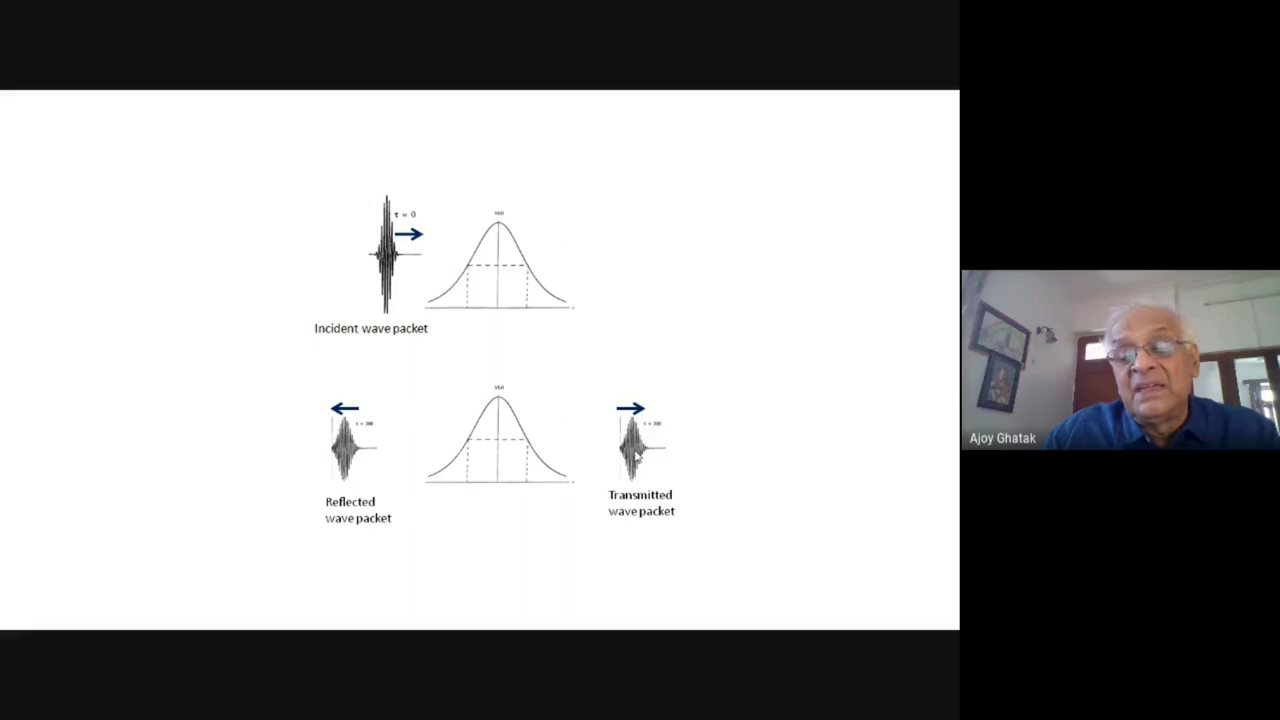 τ = 0
Incident wave packet
Reflected
wave packet
Transmitted
wave packet
Ajoy Ghatak